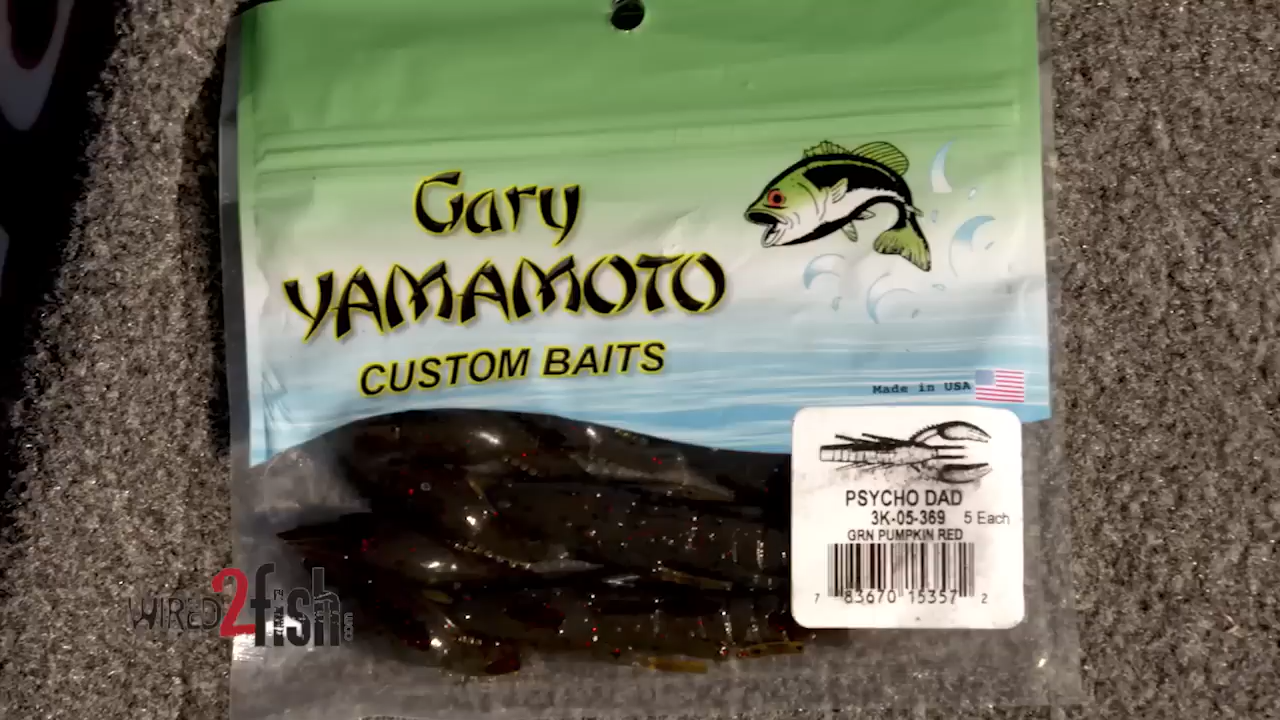 Gary
YAMAMOTO
CUSTOM BAITS
Made in USA
PSYCHO DAD
3K-05-369 5 Each
GRN PUMPKIN RED
7 83670 15357 2
WIRED2fish.com